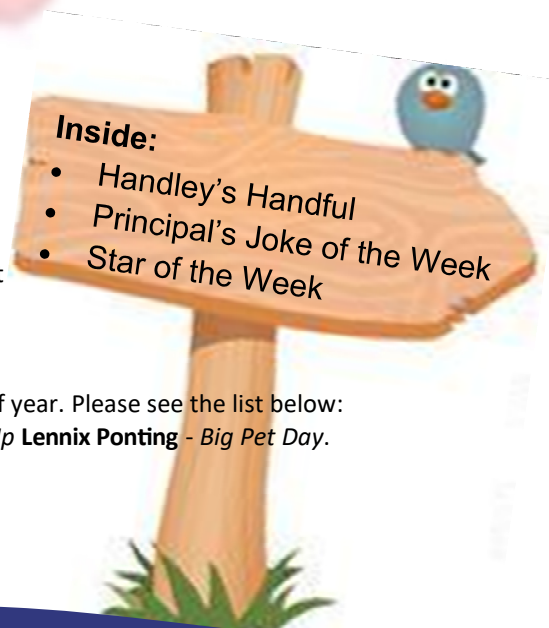 Inside:
• Handley's Handful
• Principal's Joke of the Week
• Star of the Week
year. Please see the list below:
Lennix Ponting - Big Pet Day.